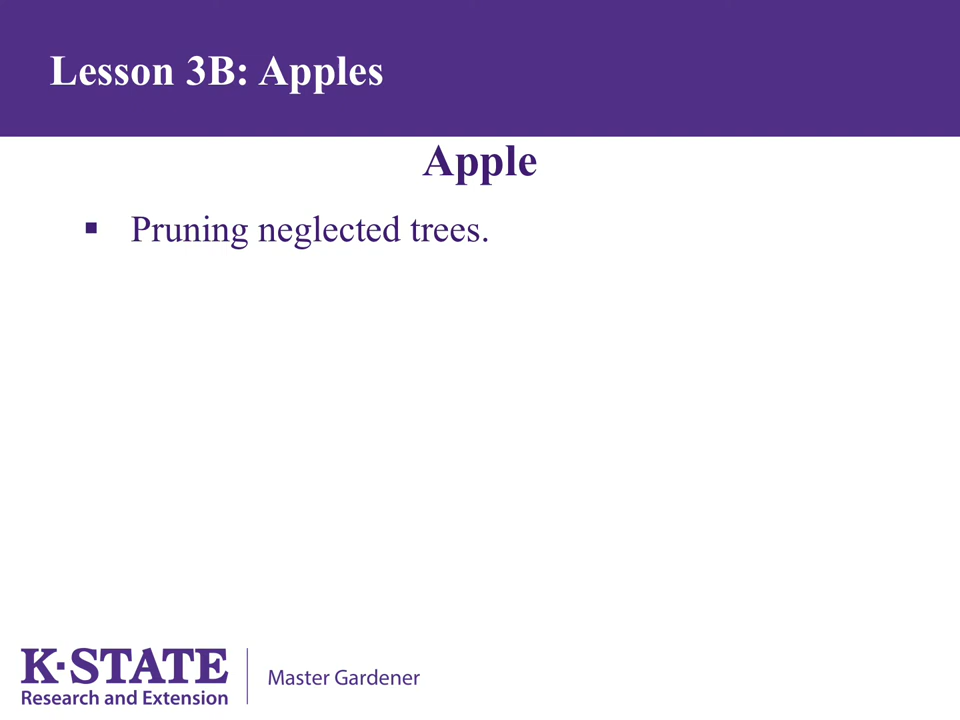 Lesson 3B: Apples
Apple
▪ Pruning neglected trees.
K·STATE
Research and Extension
Master Gardener